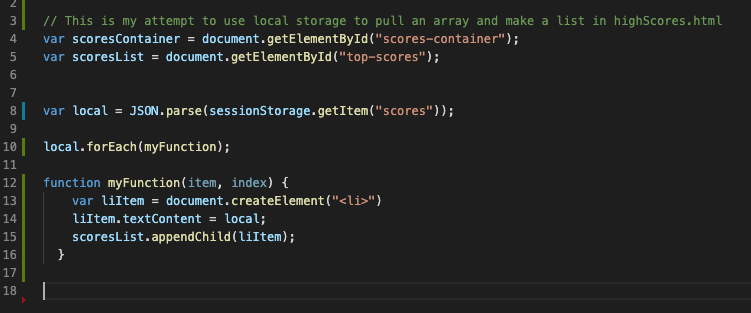 2
3 // This is my attempt to use local storage to pull an array and make a list in highScores.html
4 var scoresContainer = document.getElementById("scores-container");
5 var scoresList = document.getElementById("top-scores");
6
7
8 var local = JSON.parse(sessionStorage.getItem("scores"));
9
10 local.forEach(myFunction);
11
12 function myFunction(item, index) {
13 var liItem = document.createElement("<li>")
14 liItem.textContent = local;
15 scoresList.appendChild(liItem);
16 }
17
18